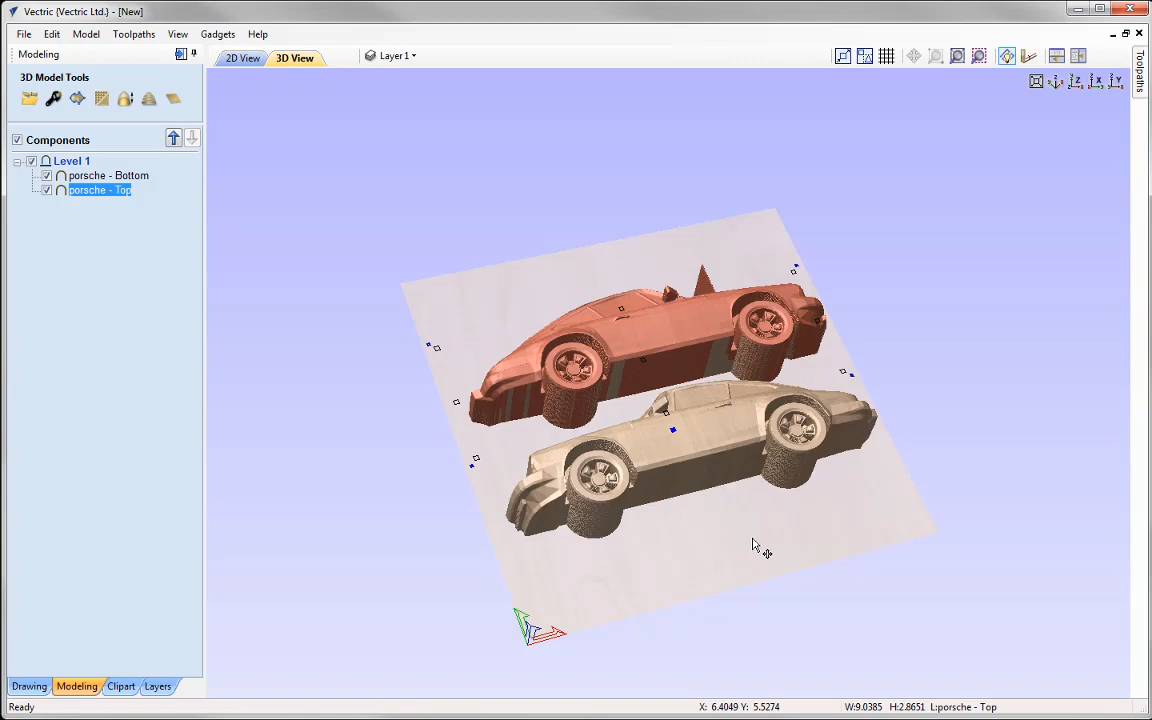 Vectric {Vectric Ltd.} - [New]
File Edit Model Toolpaths View Gadgets Help
Modeling
2D View 3D View Layer1
3D Model Tools
Toolpaths
Z X Y
Components
Level 1
porsche - Bottom
porsche - Top
Drawing Modeling Clipart Layers
Ready X: 6.4049 Y: 5.5274 W:9.0385 H:2.8651 L:porsche - Top